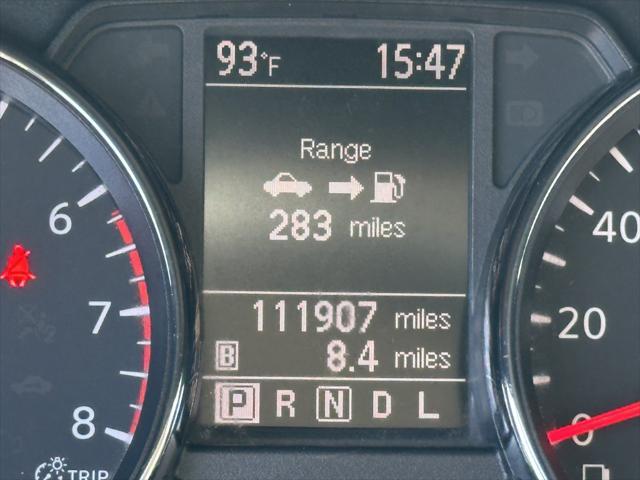 93°F 15:47
Range
283 miles
111907 miles
B 8.4 miles
P R N D L
6
7
8
TRIP
40
20
0